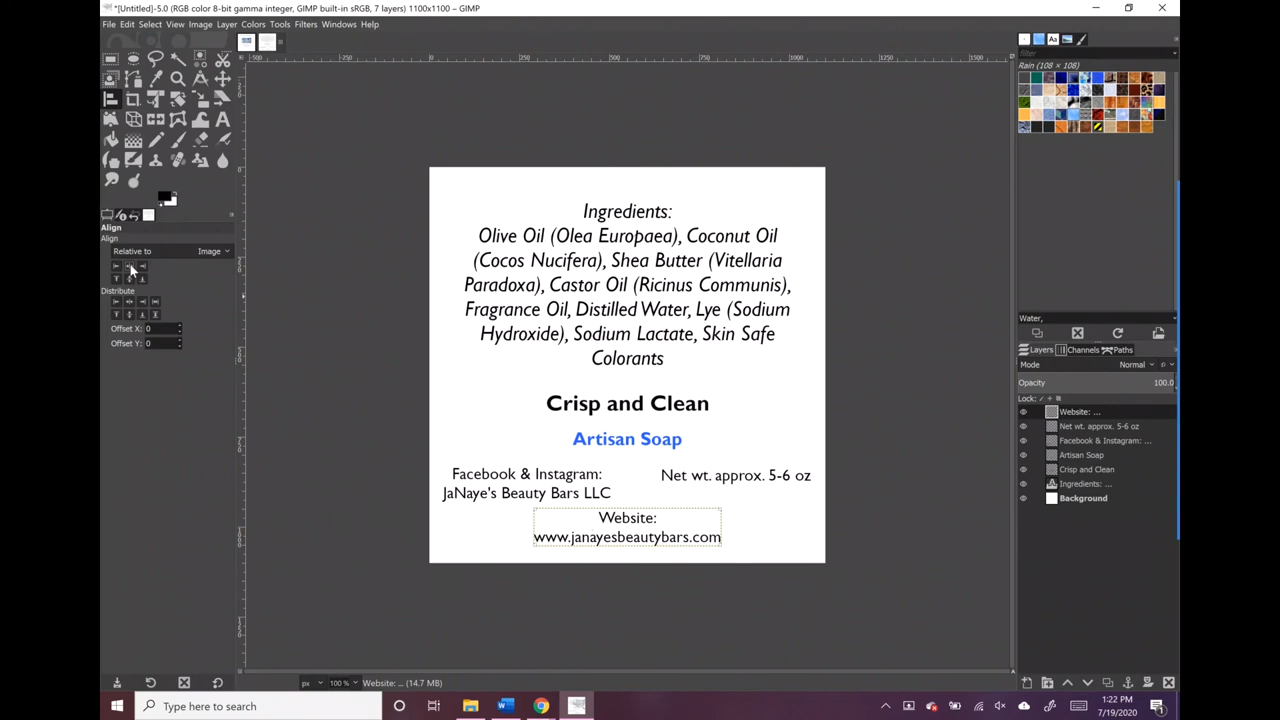 *[Untitled]-5.0 (RGB color 8-bit gamma integer, GIMP built-in sRGB, 7 layers) 1100x1100 – GIMP
File Edit Select View Image Layer Colors Tools Filters Windows Help
filter
Rain (108 × 108)
Align
Align
Relative to Image
Distribute
Offset X: 0
Offset Y: 0
Ingredients:
Olive Oil (Olea Europaea), Coconut Oil
(Cocos Nucifera), Shea Butter (Vitellaria
Paradoxa), Castor Oil (Ricinus Communis),
Fragrance Oil, Distilled Water, Lye (Sodium
Hydroxide), Sodium Lactate, Skin Safe
Colorants
Crisp and Clean
Artisan Soap
Facebook & Instagram:
JaNaye's Beauty Bars LLC
Net wt. approx. 5-6 oz
Website:
www.janayesbeautybars.com
Water,
Layers Channels Paths
Mode Normal
Opacity 100.0
Lock:
Website: ...
Net wt. approx. 5-6 oz
Facebook & Instagram: ...
Artisan Soap
Crisp and Clean
Ingredients: ...
Background
px 100 % Website: ... (14.7 MB)
Type here to search
1:22 PM
7/19/2020